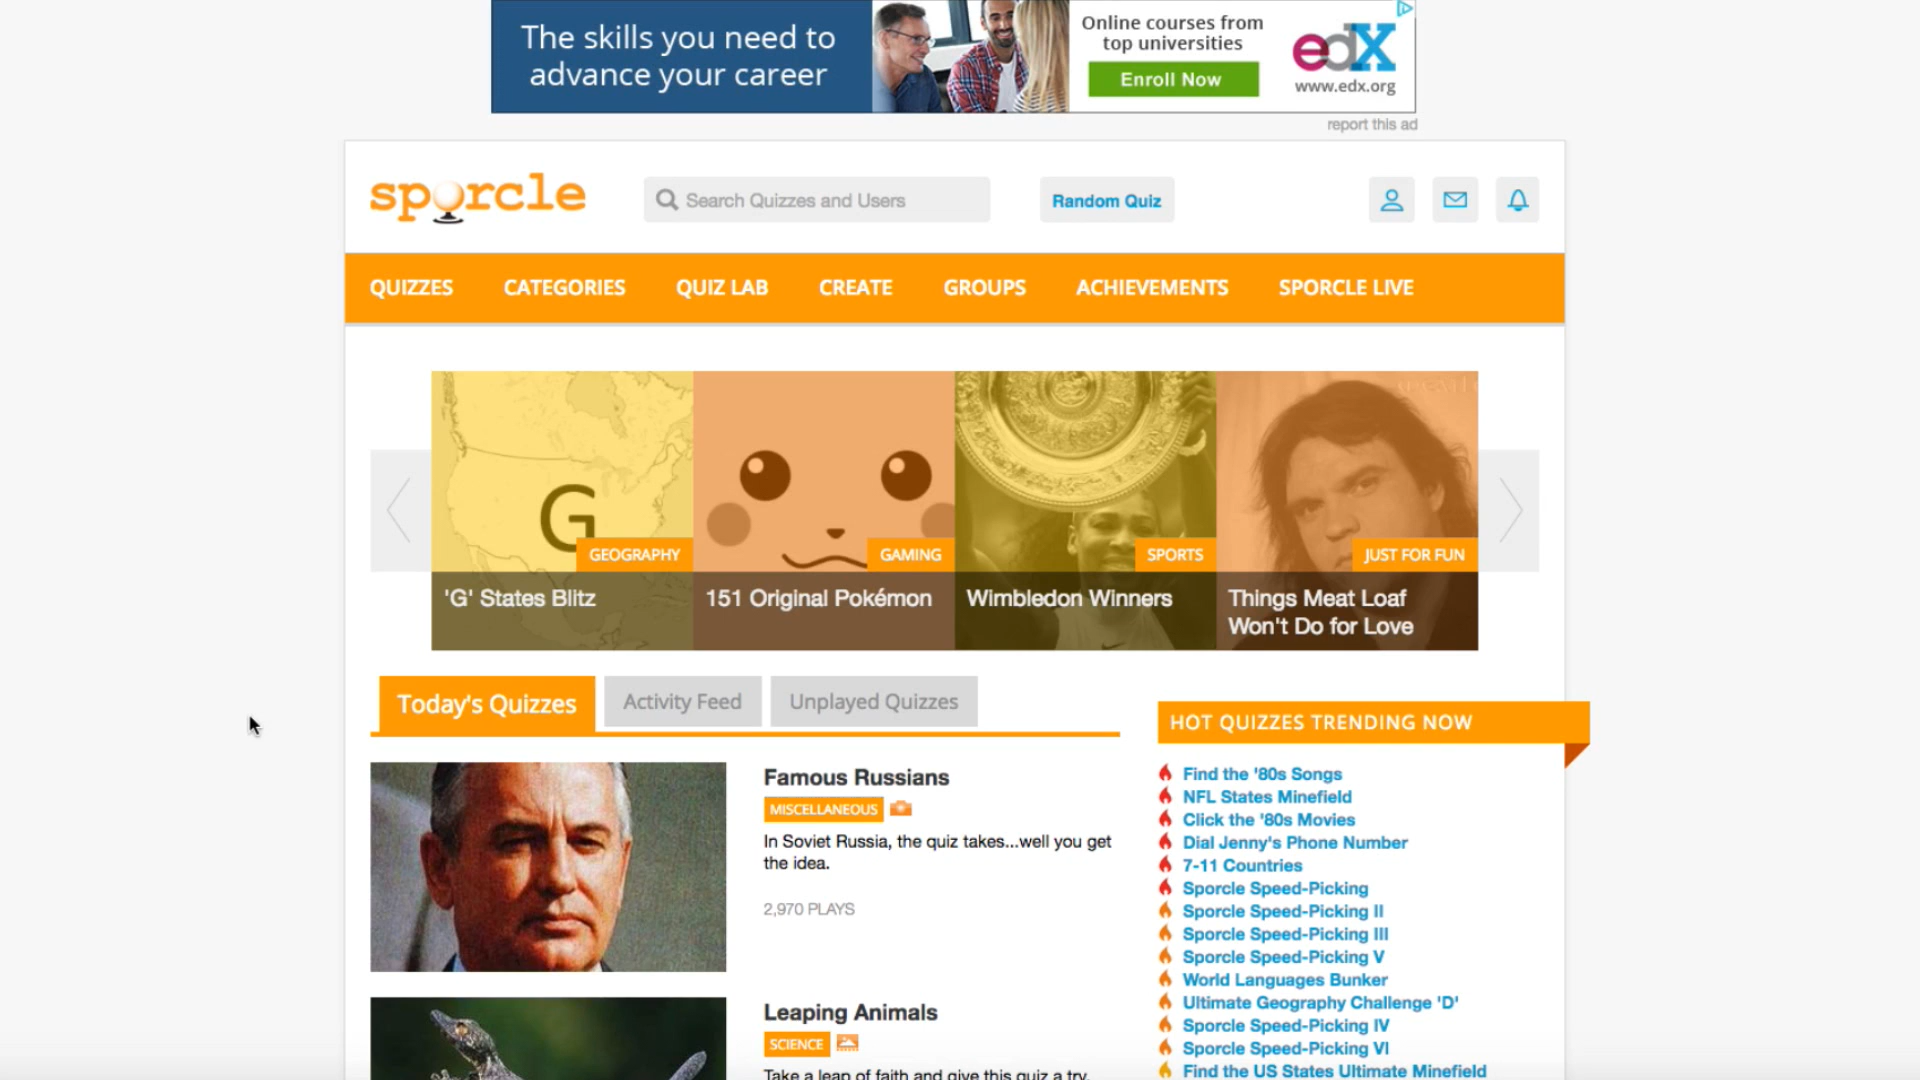 The skills you need to
advance your career
Online courses from
top universities
Enroll Now
edX
www.edx.org
report this ad
sporcle
Search Quizzes and Users
Random Quiz
QUIZZES CATEGORIES QUIZ LAB CREATE GROUPS ACHIEVEMENTS SPORCLE LIVE
G
GEOGRAPHY
'G' States Blitz
GAMING
151 Original Pokémon
SPORTS
Wimbledon Winners
JUST FOR FUN
Things Meat Loaf
Won't Do for Love
Today's Quizzes
Activity Feed
Unplayed Quizzes
Famous Russians
MISCELLANEOUS
In Soviet Russia, the quiz takes...well you get
the idea.
2,970 PLAYS
Leaping Animals
SCIENCE
Take a leap of faith and give this quiz a try.
HOT QUIZZES TRENDING NOW
Find the '80s Songs
NFL States Minefield
Click the '80s Movies
Dial Jenny's Phone Number
7-11 Countries
Sporcle Speed-Picking
Sporcle Speed-Picking II
Sporcle Speed-Picking III
Sporcle Speed-Picking V
World Languages Bunker
Ultimate Geography Challenge 'D'
Sporcle Speed-Picking IV
Sporcle Speed-Picking VI
Find the US States Ultimate Minefield